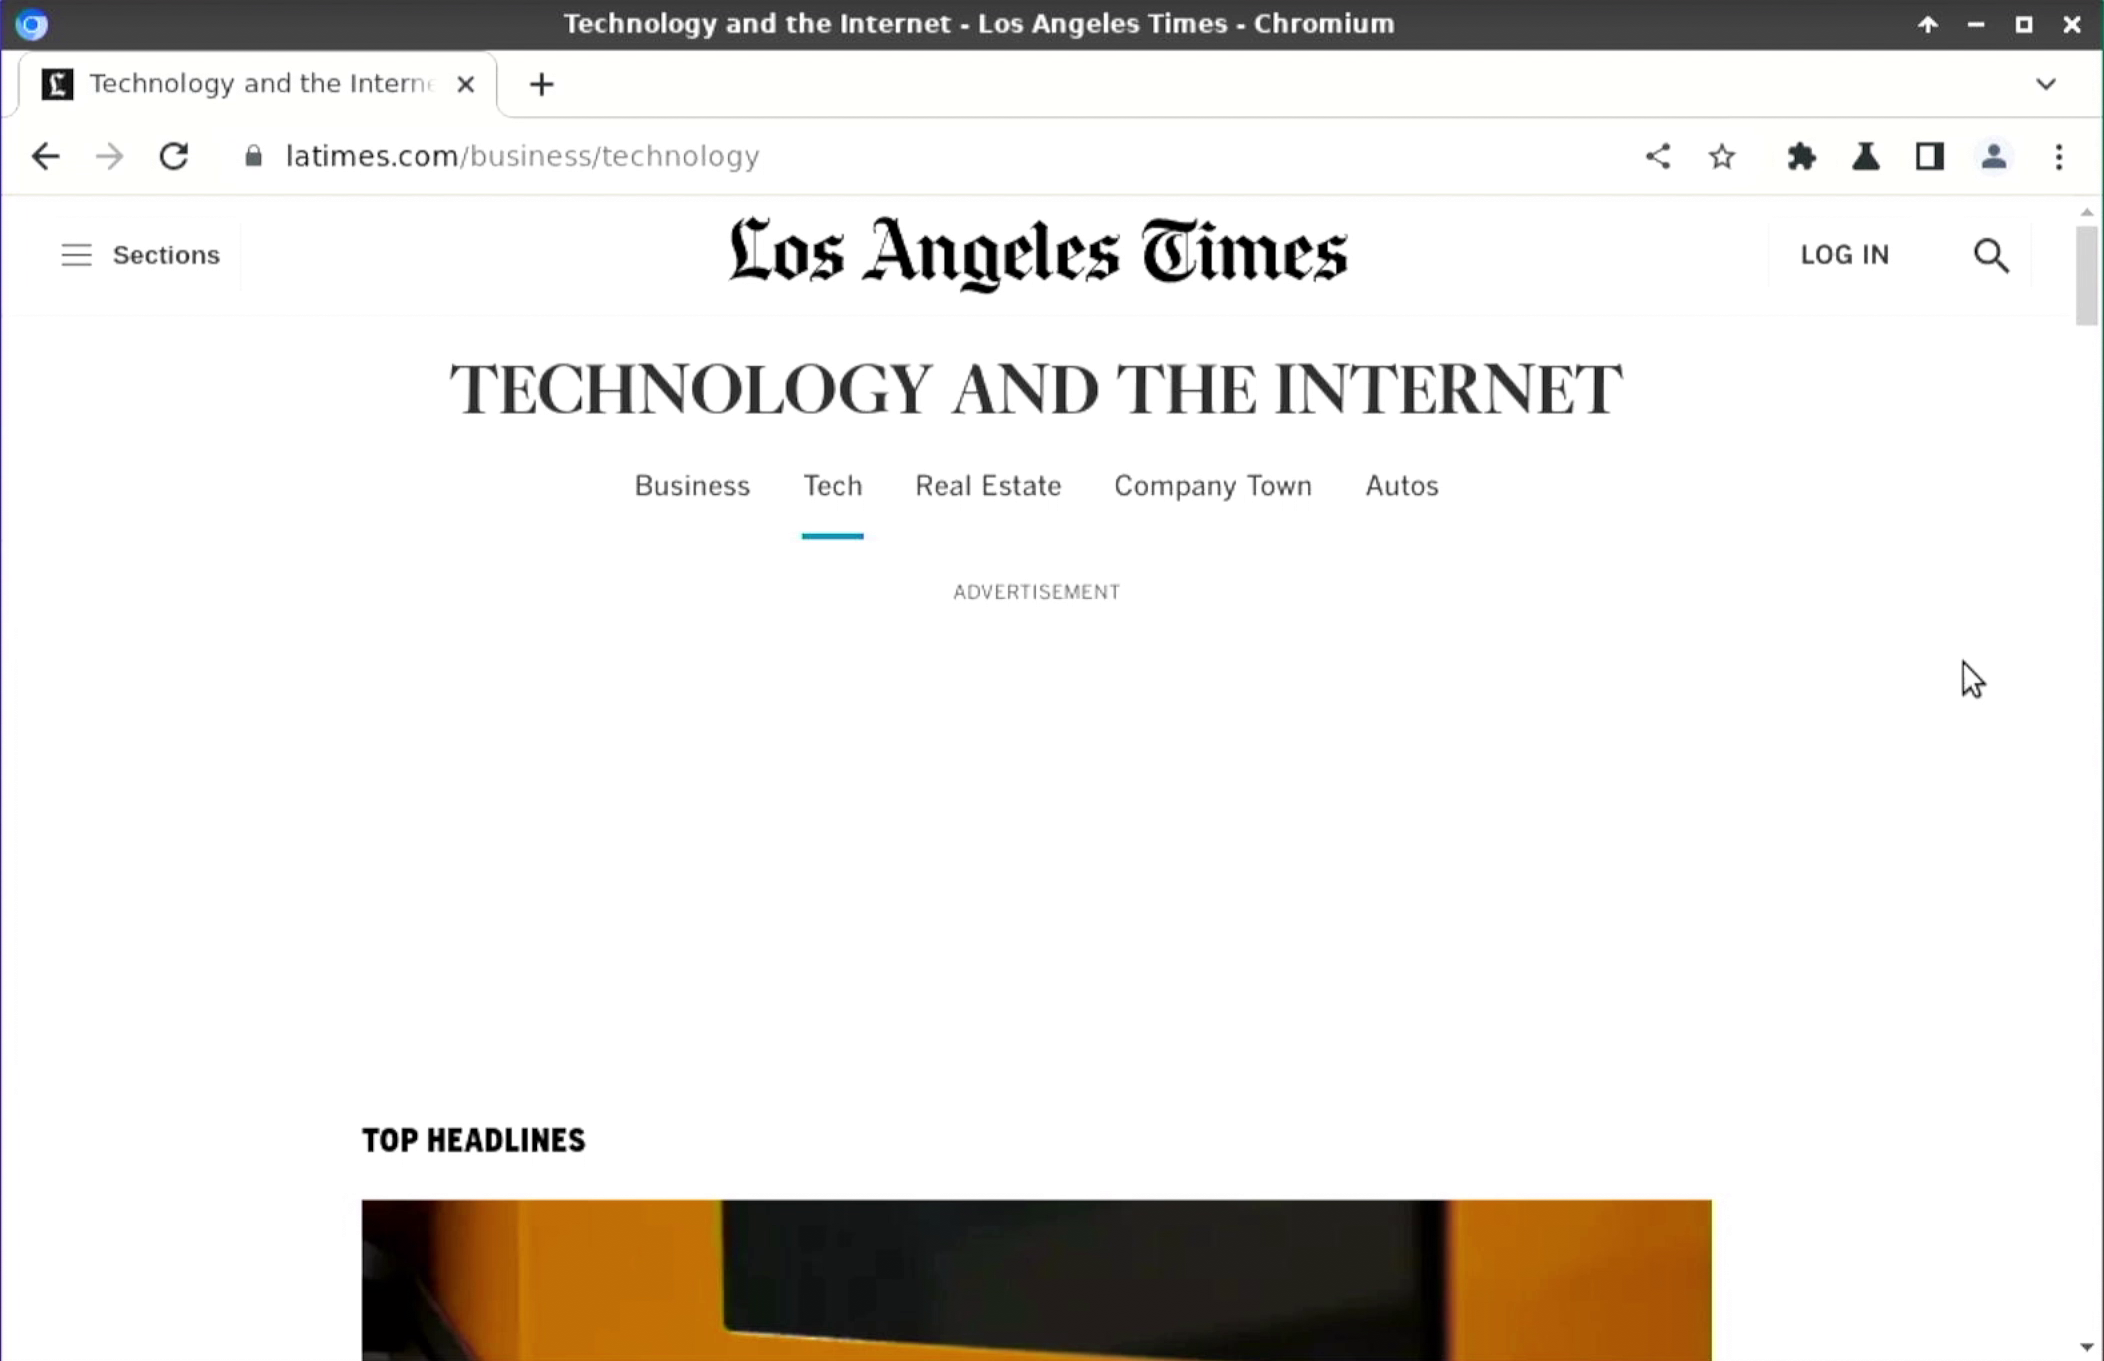 Technology and the Internet - Los Angeles Times - Chromium
Technology and the Intern
latimes.com/business/technology
Sections
Los Angeles Times
LOG IN
TECHNOLOGY AND THE INTERNET
Business Tech Real Estate Company Town Autos
ADVERTISEMENT
TOP HEADLINES